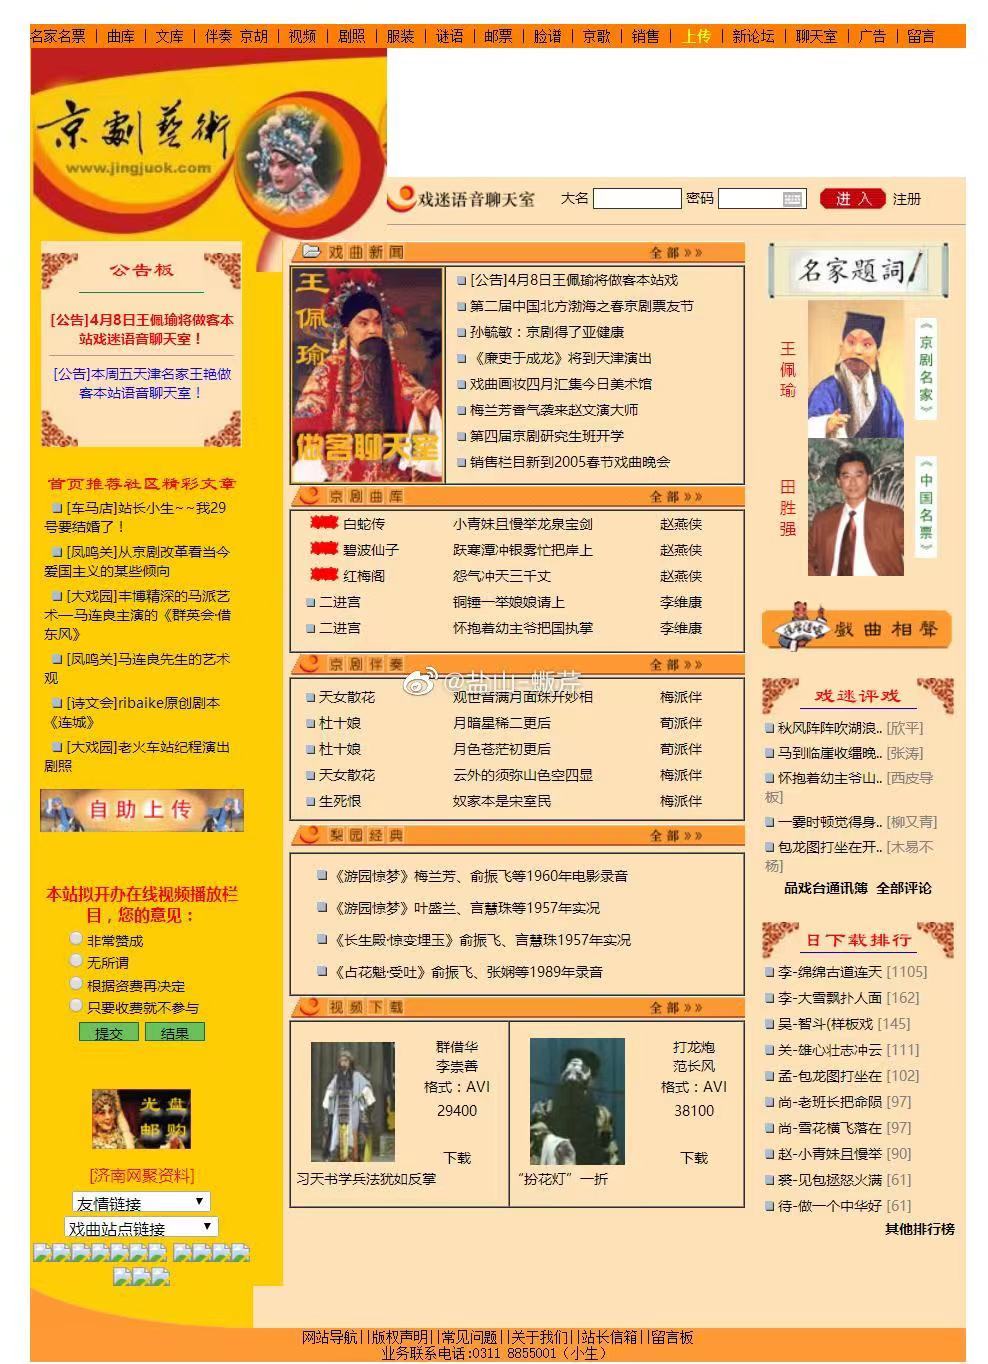 名家名票 | 曲库 | 文库 | 伴奏 京胡 | 视频 | 剧照 | 服装 | 谜语 | 邮票 | 脸谱 | 京歌 | 销售 | 上传 | 新论坛 | 聊天室 | 广告 | 留言
京劇藝術
www.jingjuok.com
戏迷语音聊天室 大名 密码 进 入 注册
公告板
[公告]4月8日王佩瑜将做客本
站戏迷语音聊天室！
[公告]本周五天津名家王艳做
客本站语音聊天室！
首页推荐社区精彩文章
[车马店]站长小生~~我29
号要结婚了！
[凤鸣关]从京剧改革看当今
爱国主义的某些倾向
[大戏园]丰博精深的马派艺
术—马连良主演的《群英会·借
东风》
[凤鸣关]马连良先生的艺术
观
[诗文会]ribaike原创剧本
《连城》
[大戏园]老火车站纪程演出
剧照
自助上传
本站拟开办在线视频播放栏
目，您的意见：
非常赞成
无所谓
根据资费再决定
只要收费就不参与
提交 结果
光盘
邮购
[济南网聚资料]
友情链接
戏曲站点链接
戏曲新闻 全部»»
王佩瑜
做客聊天室
[公告]4月8日王佩瑜将做客本站戏
第二届中国北方渤海之春京剧票友节
孙毓敏：京剧得了亚健康
《廉吏于成龙》将到天津演出
戏曲画妆四月汇集今日美术馆
梅兰芳香气袭来赵文演大师
第四届京剧研究生班开学
销售栏目新到2005春节戏曲晚会
京剧曲库 全部»»
白蛇传 小青妹且慢举龙泉宝剑 赵燕侠
碧波仙子 跃寒潭冲银雾忙把岸上 赵燕侠
红梅阁 怨气冲天三千丈 赵燕侠
二进宫 铜锤一举娘娘请上 李维康
二进宫 怀抱着幼主爷把国执掌 李维康
京剧伴奏 全部»»
@盐山-蜥芹
天女散花 观世音满月面珠开妙相 梅派伴
杜十娘 月暗星稀二更后 荀派伴
杜十娘 月色苍茫初更后 荀派伴
天女散花 云外的须弥山色空四显 梅派伴
生死恨 奴家本是宋室民 梅派伴
梨园经典 全部»»
《游园惊梦》梅兰芳、俞振飞等1960年电影录音
《游园惊梦》叶盛兰、言慧珠等1957年实况
《长生殿·惊变埋玉》俞振飞、言慧珠1957年实况
《占花魁·受吐》俞振飞、张娴等1989年录音
视频下载 全部»»
群借华
李崇善
格式：AVI
29400
下载
习天书学兵法犹如反掌
打龙炮
范长风
格式：AVI
38100
下载
“扮花灯”一折
名家题詞
王佩瑜
《京剧名家》
田胜强
《中国名票》
戲曲相聲
戏迷评戏
秋风阵阵吹湖浪.. [欣平]
马到临崖收缰晚.. [张涛]
怀抱着幼主爷山.. [西皮导
板]
一霎时顿觉得身.. [柳又青]
包龙图打坐在开.. [木易不
杨]
品戏台通讯簿 全部评论
日下载排行
李-绵绵古道连天 [1105]
李-大雪飘扑人面 [162]
吴-智斗(样板戏 [145]
关-雄心壮志冲云 [111]
孟-包龙图打坐在 [102]
尚-老班长把命陨 [97]
尚-雪花横飞落在 [97]
赵-小青妹且慢举 [90]
裘-见包拯怒火满 [61]
待-做一个中华好 [61]
其他排行榜
网站导航||版权声明||常见问题||关于我们||站长信箱||留言板
业务联系电话:0311 8855001（小生）